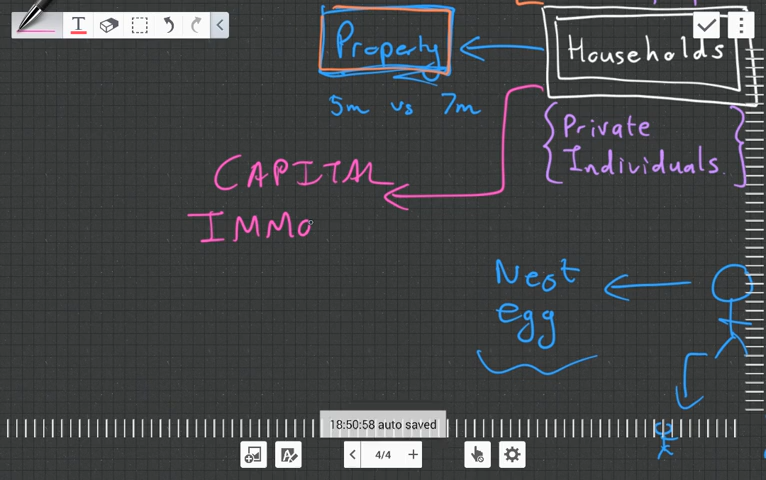 T
Property
Households
5m vs 7m
{Private
Individuals.}
CAPITAL
IMMO
Nest
egg
18:50:58 auto saved
A
4/4